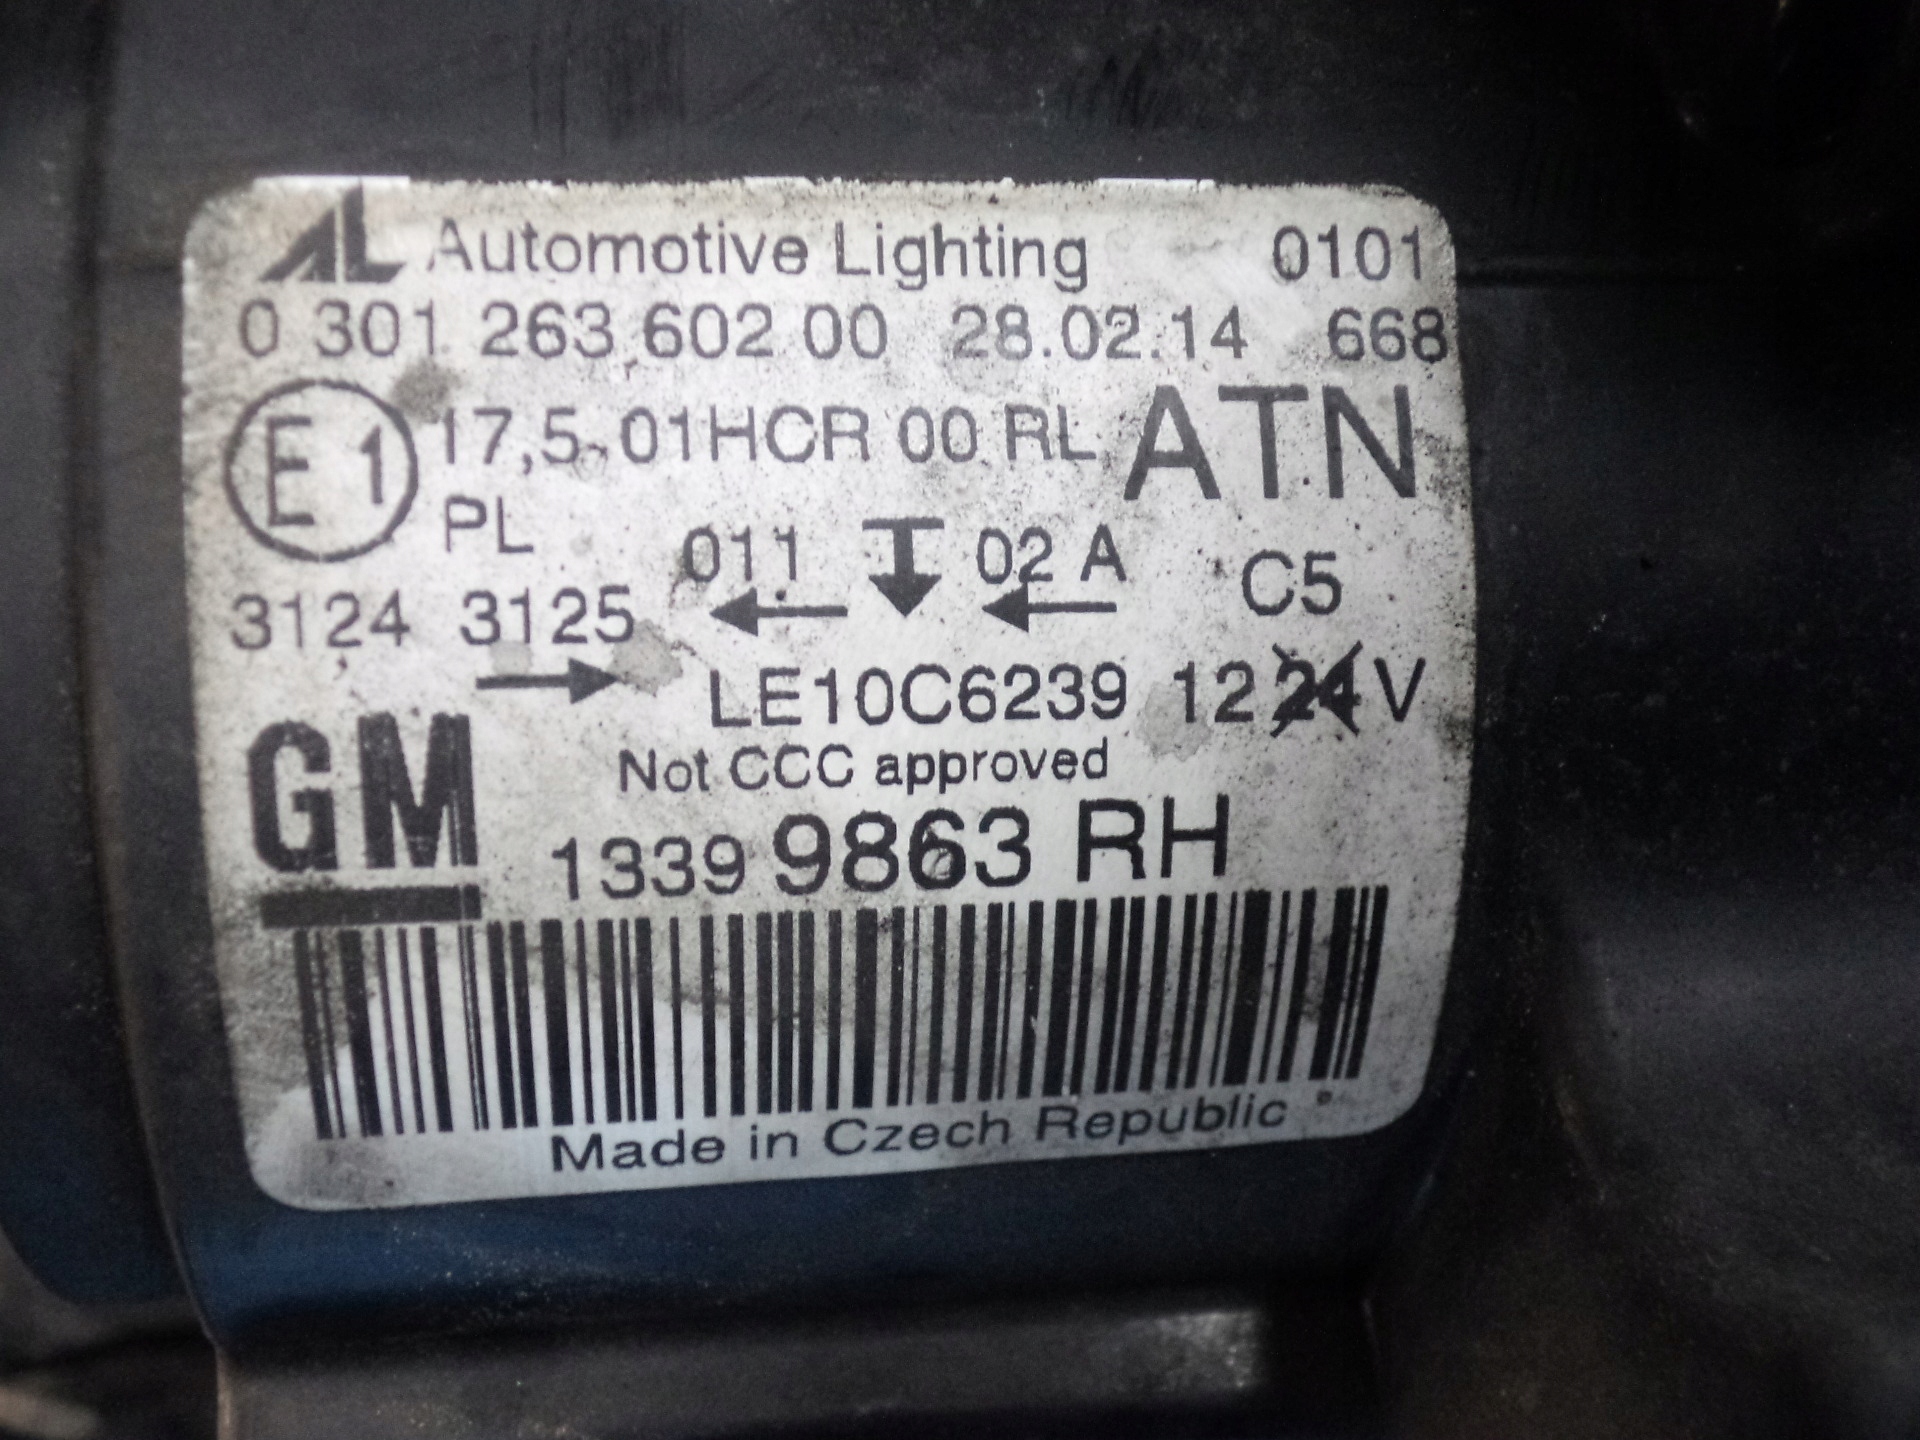 AL Automotive Lighting 0101
0 301 263 602 00 28.02.14 668
E1 17,5 01HCR 00 RL ATN
PL 011 02 A C5
3124 3125
LE10C6239 12 24 V
GM Not CCC approved
1339 9863 RH
Made in Czech Republic